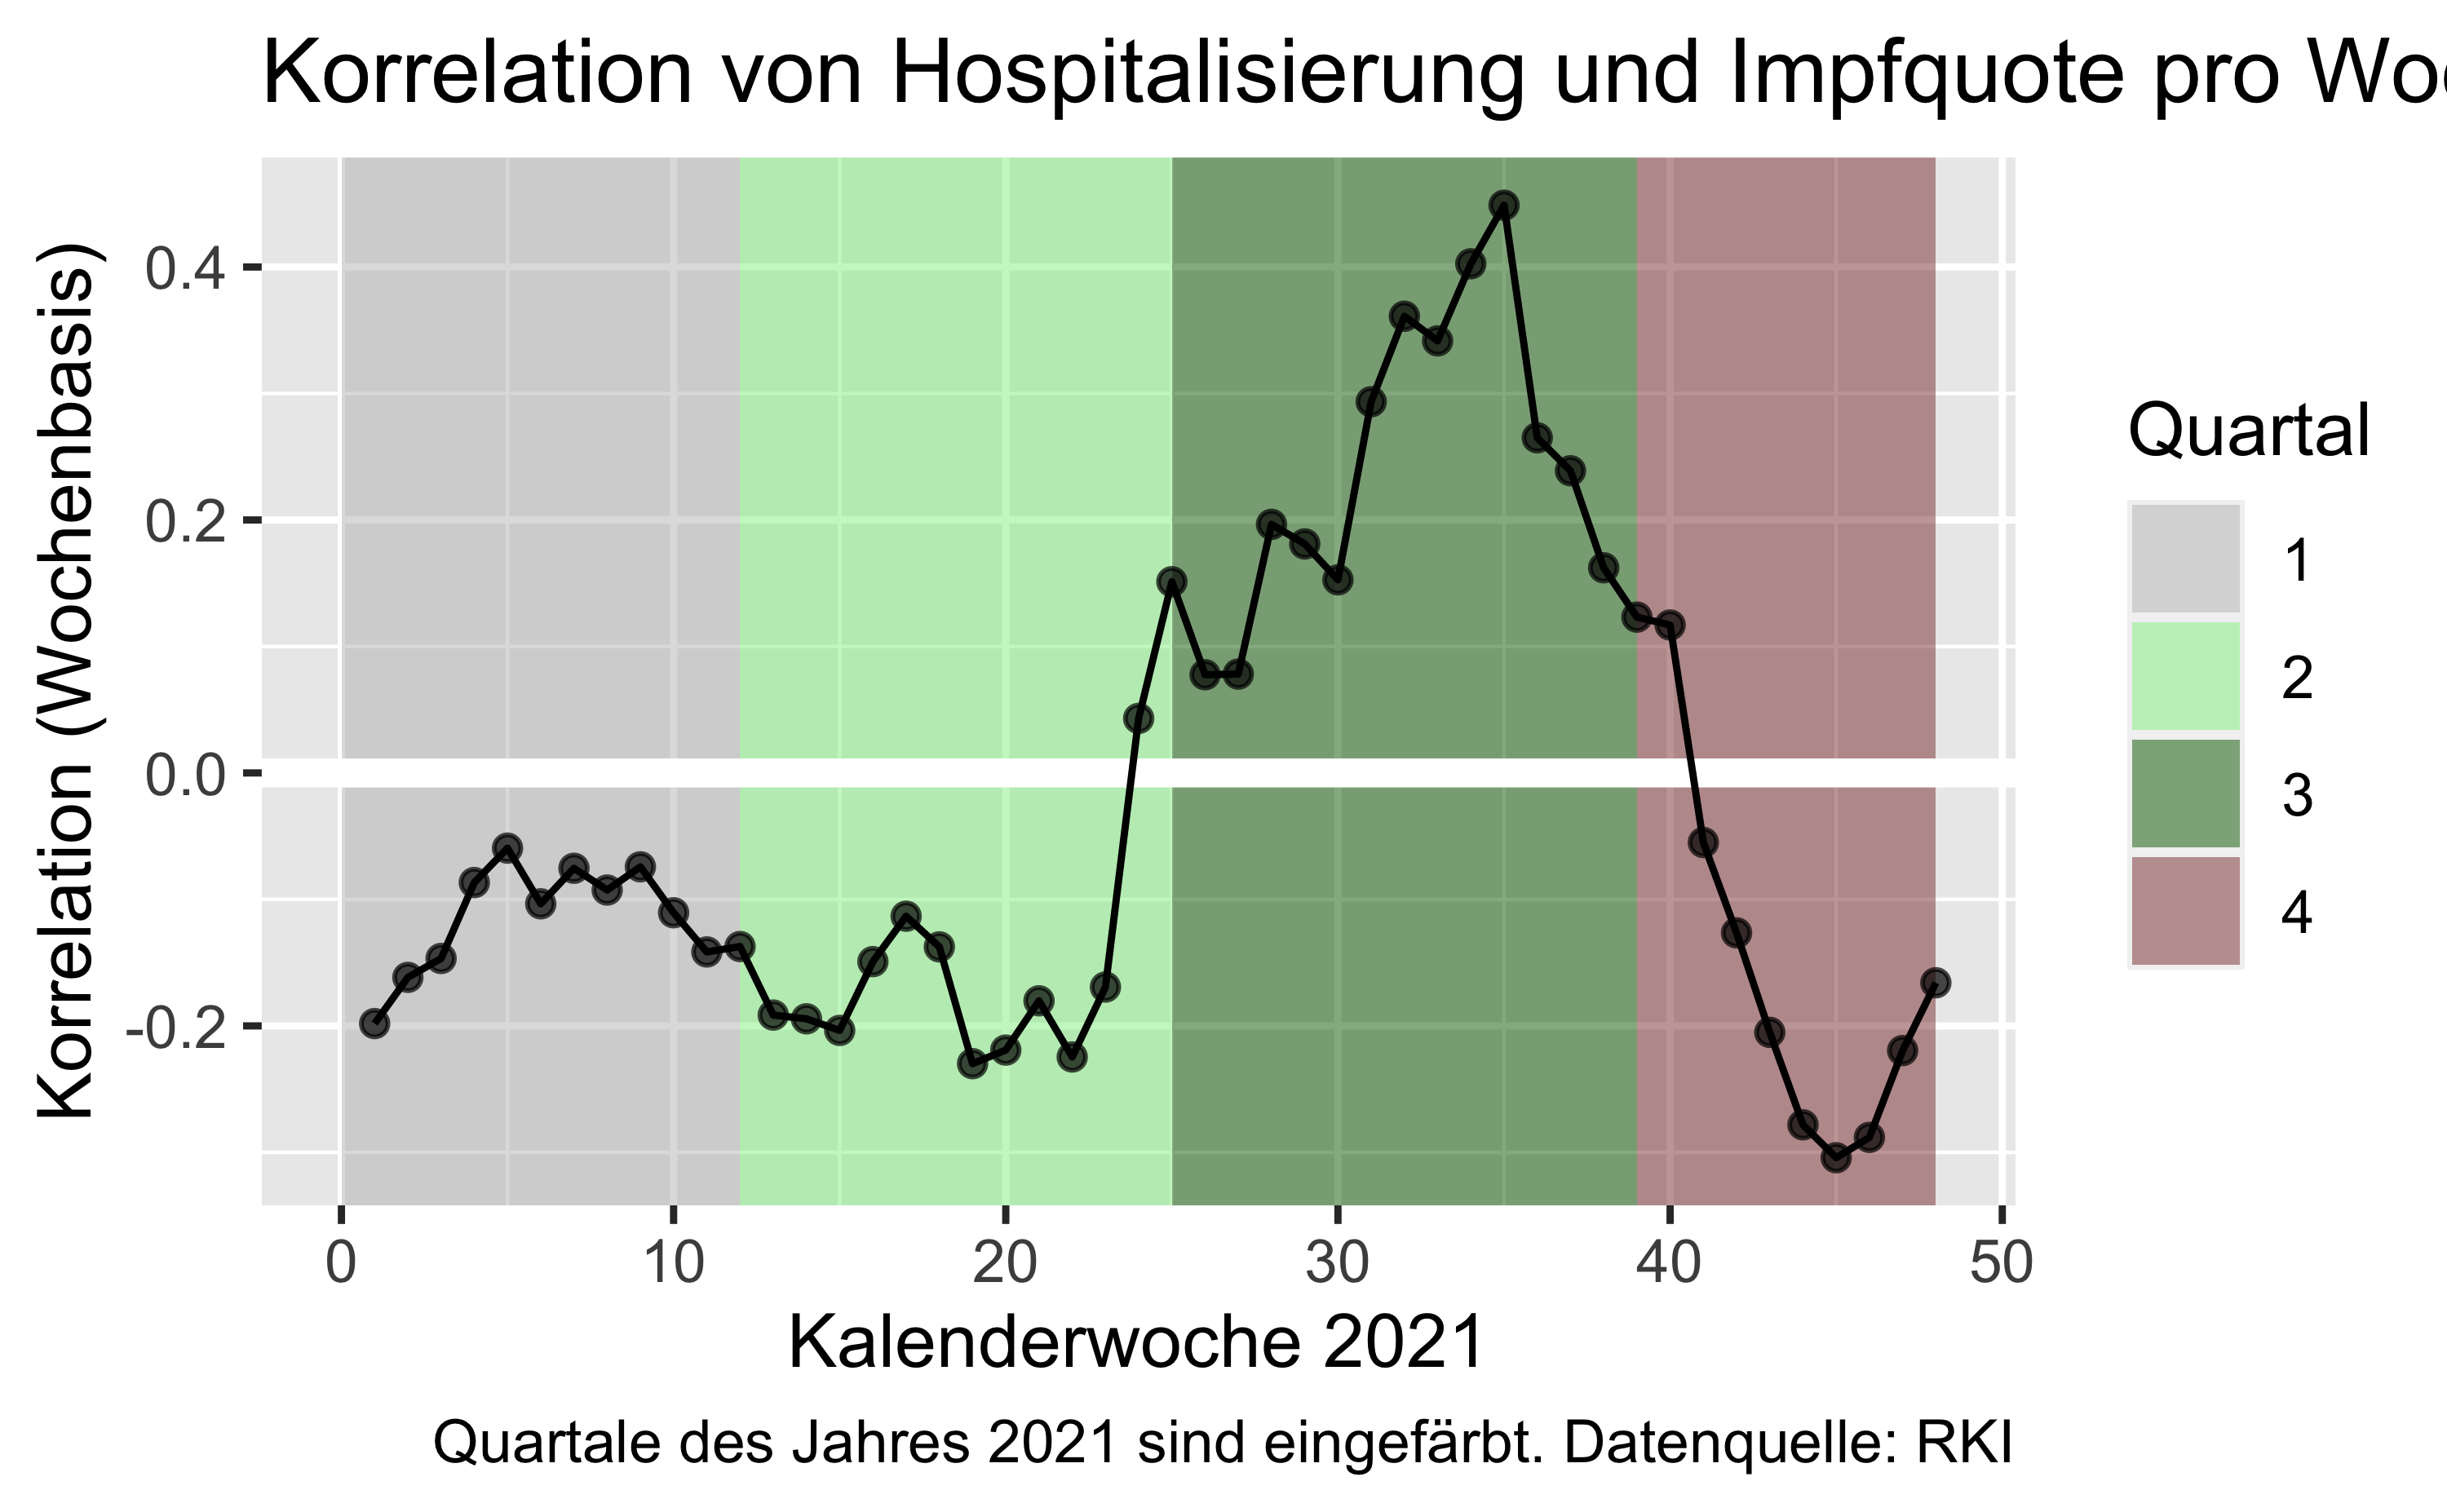 Korrelation von Hospitalisierung und Impfquote pro
Korrelation (Wochenbasis)
0.4
0.2
0.0
-0.2
0
10
20
30
40
50
Kalenderwoche 2021
Quartal
1
2
3
4
Quartale des Jahres 2021 sind eingefärbt. Datenquelle: RKI